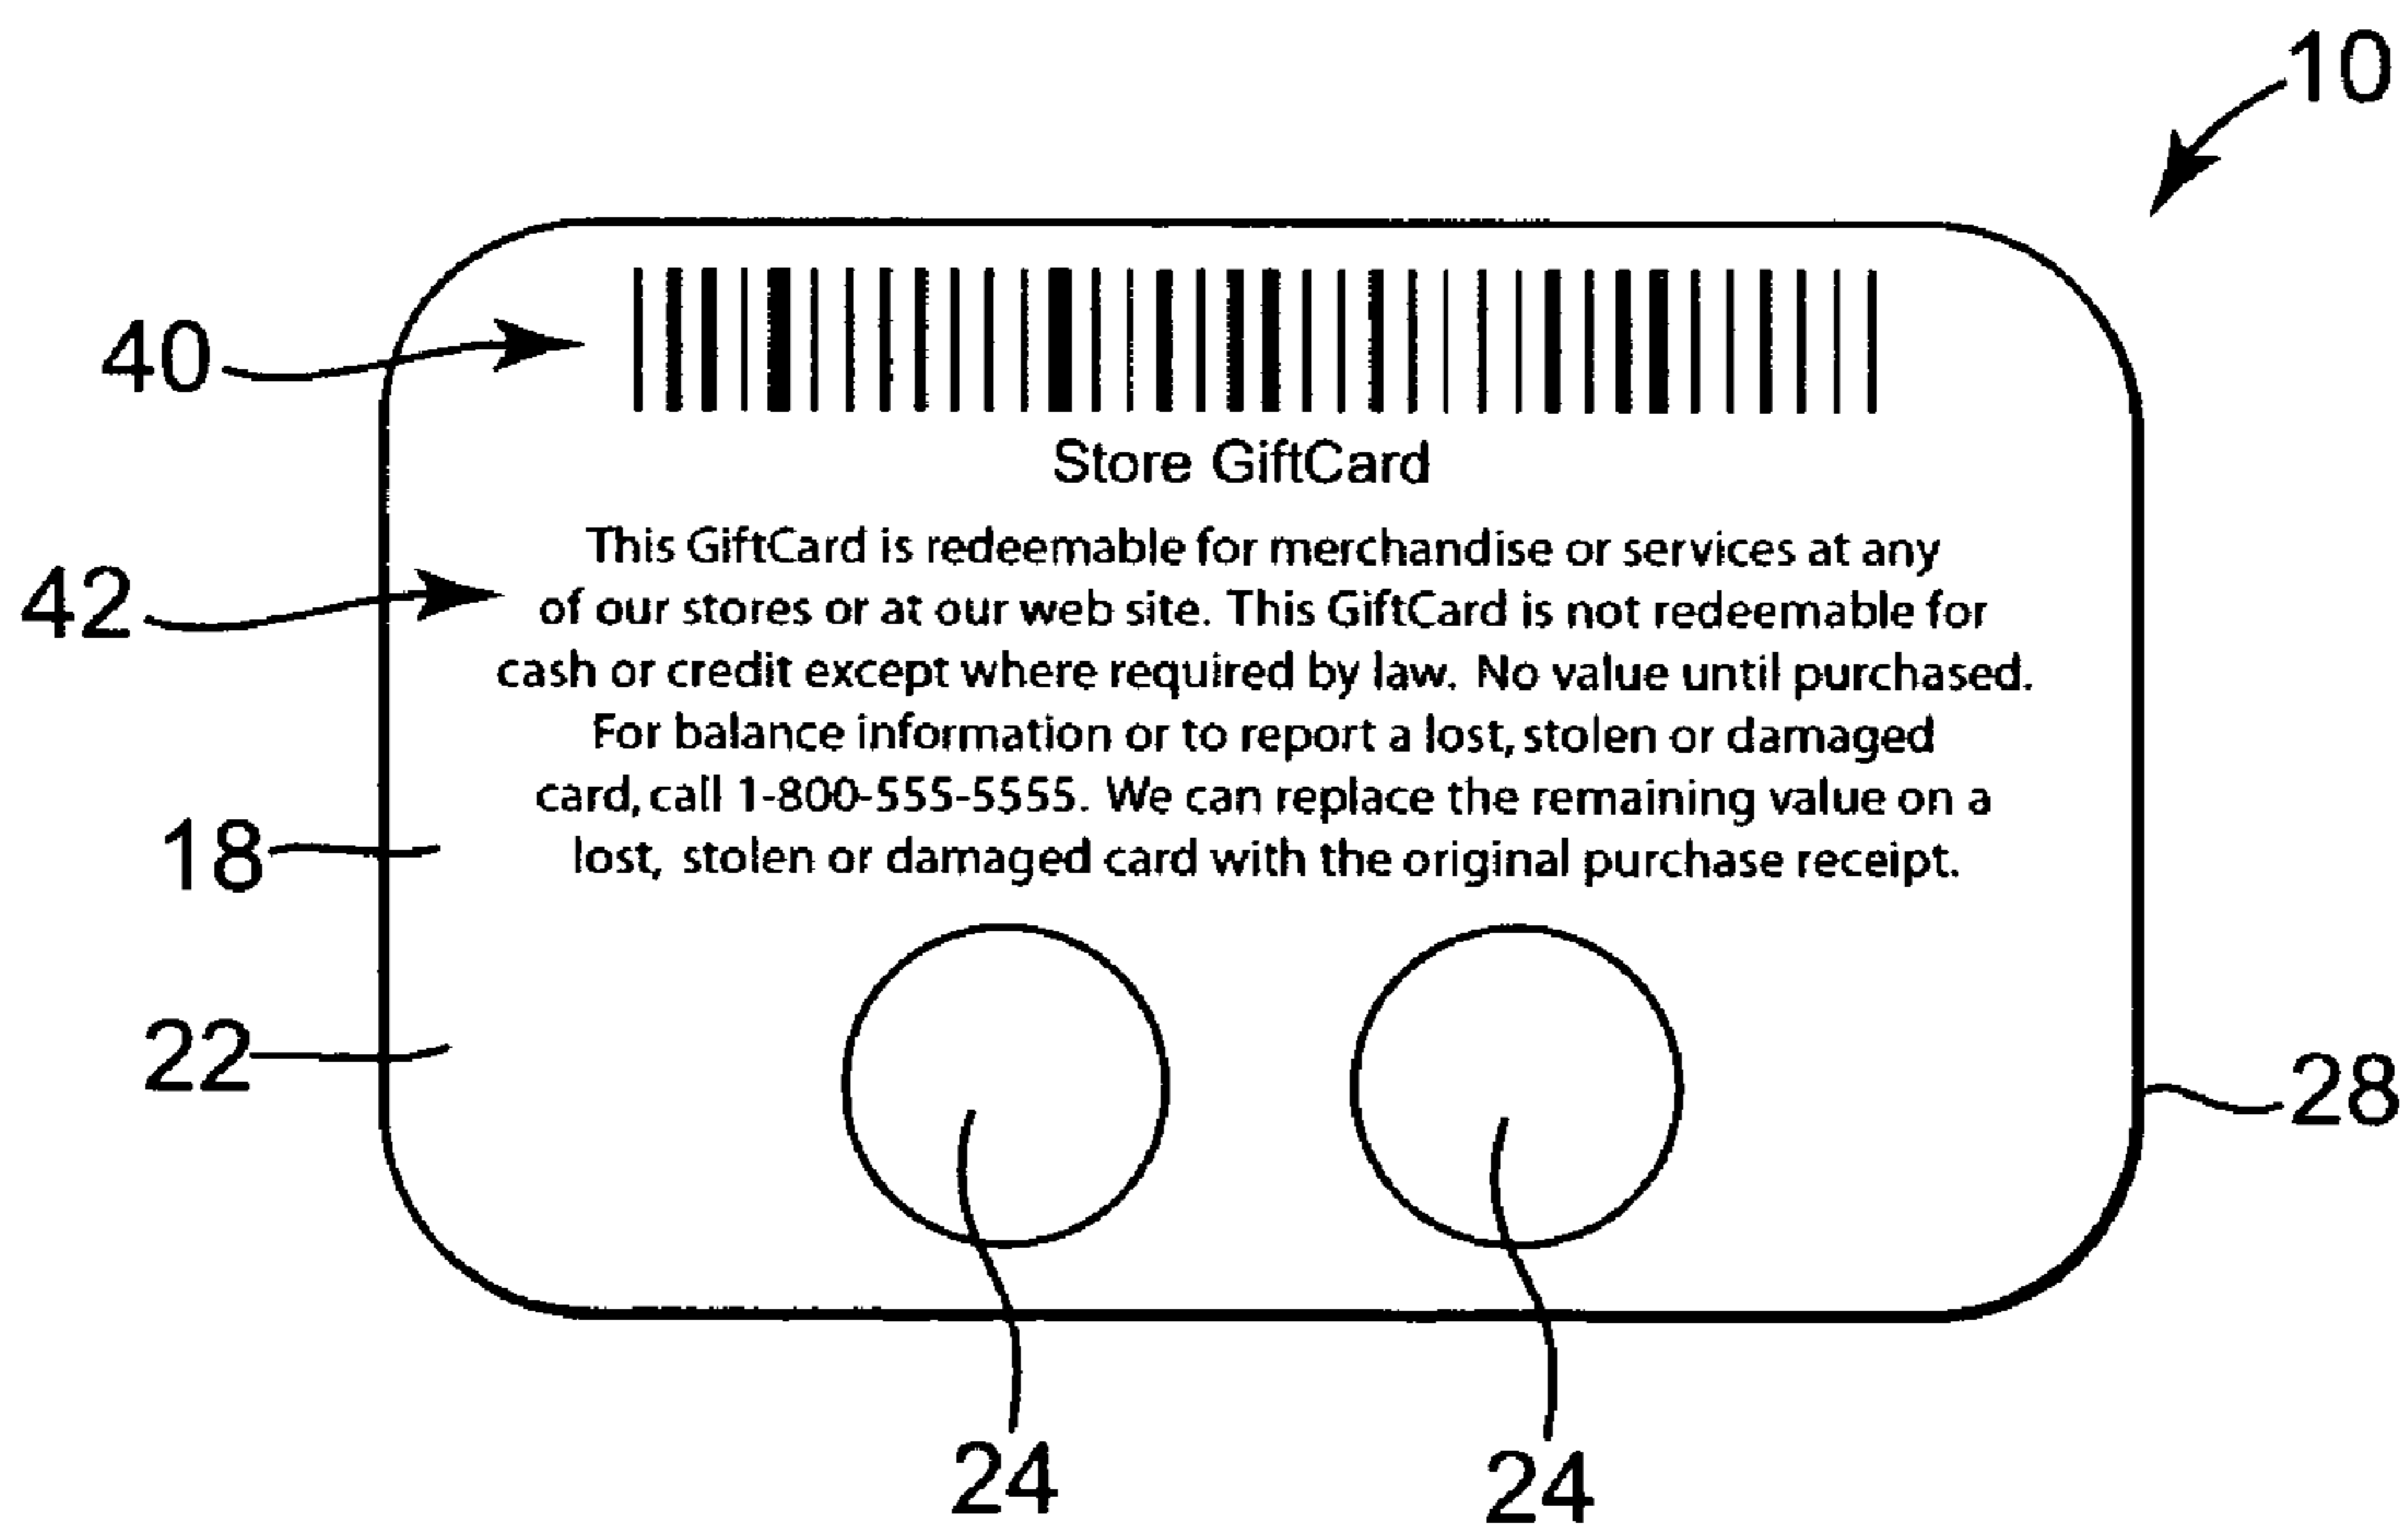 10
40
Store GiftCard
42
This GiftCard is redeemable for merchandise or services at any
of our stores or at our web site. This GiftCard is not redeemable for
cash or credit except where required by law. No value until purchased.
For balance information or to report a lost, stolen or damaged
card, call 1-800-555-5555. We can replace the remaining value on a
lost, stolen or damaged card with the original purchase receipt.
18
22
28
24
24